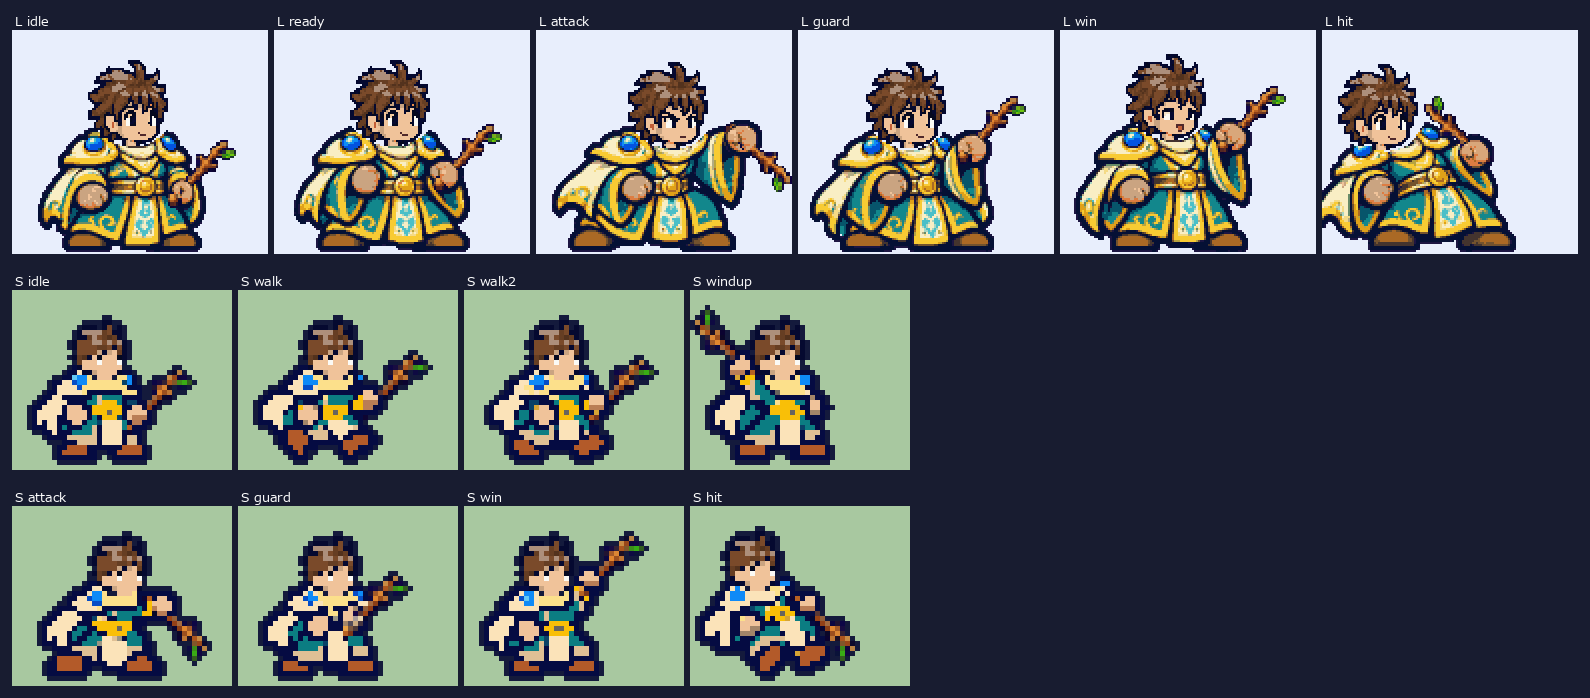 L idle
L ready
L attack
L guard
L win
L hit
S idle
S walk
S walk2
S windup
S attack
S guard
S win
S hit